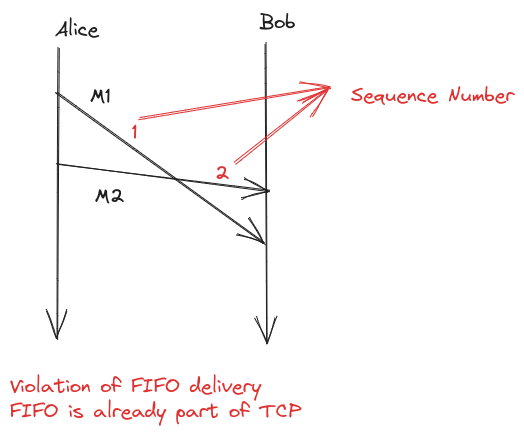 Alice
Bob
M1
Sequence Number
1
2
M2
Violation of FIFO delivery
FIFO is already part of TCP